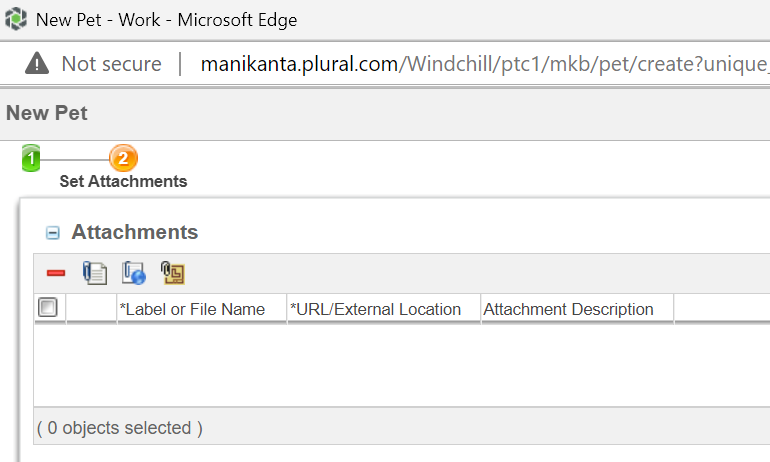 New Pet - Work - Microsoft Edge
Not secure | manikanta.plural.com/Windchill/ptc1/mkb/pet/create?unique_
New Pet
1 2
Set Attachments
Attachments
*Label or File Name *URL/External Location Attachment Description
( 0 objects selected )